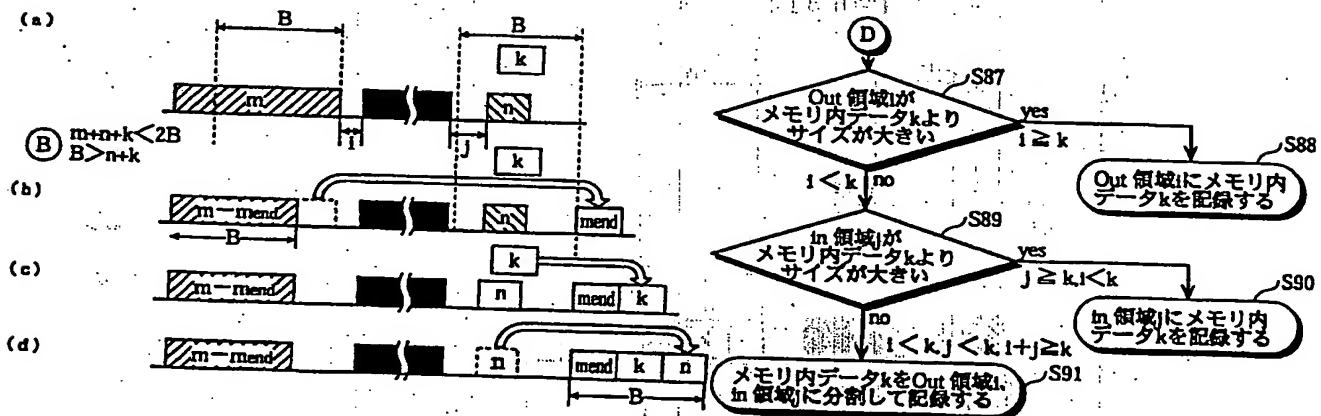 (a)
B
B
k
m
n
i
j
B
m+n+k<2B
B>n+k
k
(b)
m−mend
n
mend
B
(c)
k
m−mend
n
mend
k
(d)
m−mend
n
mend
k
n
B
D
S87
Out 領域iが
メモリ内データkより
サイズが大きい
yes
i ≧ k
S88
Out 領域iにメモリ内
データkを記録する
i < k
no
S89
in 領域jが
メモリ内データkより
サイズが大きい
yes
j ≧ k,i<k
S90
in 領域jにメモリ内
データkを記録する
no
i < k,j < k,i+j≧k
S91
メモリ内データkをOut 領域i、
in 領域jに分割して記録する